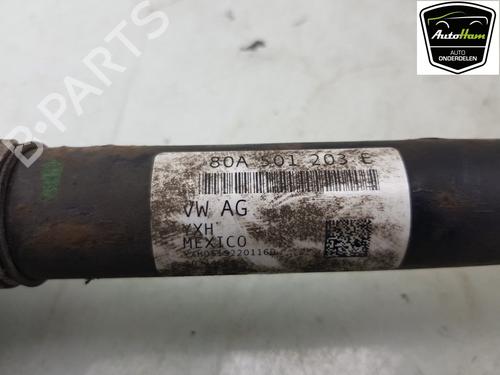 AutoHam
AUTO
ONDERDELEN
B-PARTS
80A 501 203 E
VW AG
YXH
MEXICO